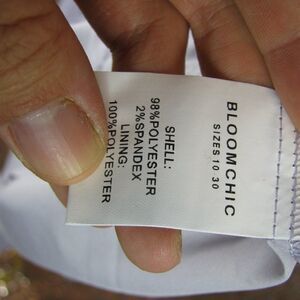 BLOOMCHIC
SIZES 10 30
SHELL:
98%POLYESTER
2%SPANDEX
LINING:
100%POLYESTER